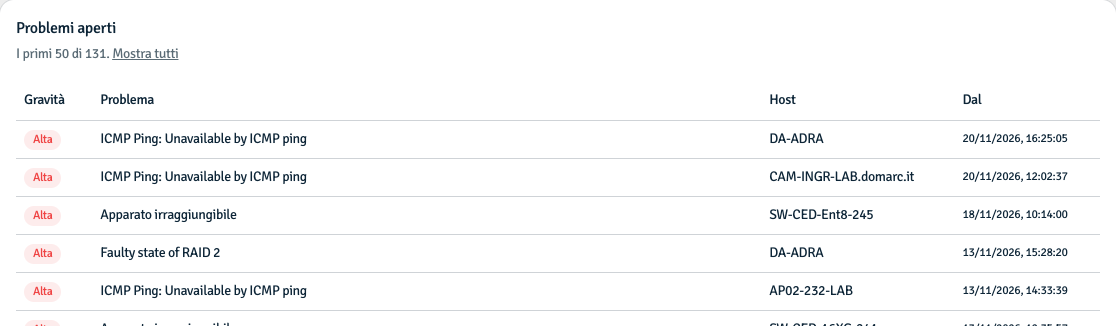 Problemi aperti
I primi 50 di 131. Mostra tutti
Gravità Problema Host Dal
Alta ICMP Ping: Unavailable by ICMP ping DA-ADRA 20/11/2026, 16:25:05
Alta ICMP Ping: Unavailable by ICMP ping CAM-INGR-LAB.domarc.it 20/11/2026, 12:02:37
Alta Apparato irraggiungibile SW-CED-Ent8-245 18/11/2026, 10:14:00
Alta Faulty state of RAID 2 DA-ADRA 13/11/2026, 15:28:20
Alta ICMP Ping: Unavailable by ICMP ping AP02-232-LAB 13/11/2026, 14:33:39
Alta